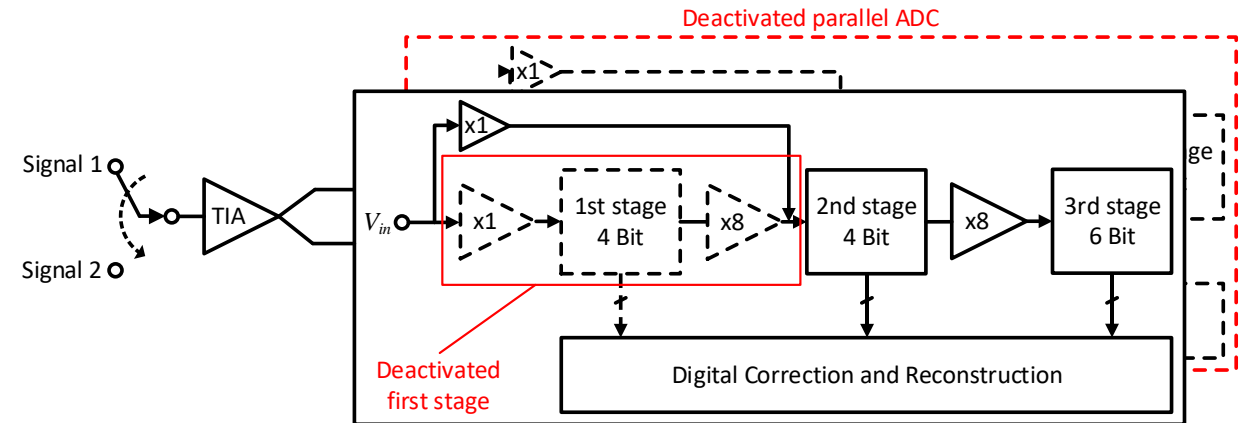 Deactivated parallel ADC
x1
x1
Signal 1
TIA
Signal 2
V_in
x1
1st stage
4 Bit
x8
2nd stage
4 Bit
x8
3rd stage
6 Bit
ge
Deactivated
first stage
Digital Correction and Reconstruction